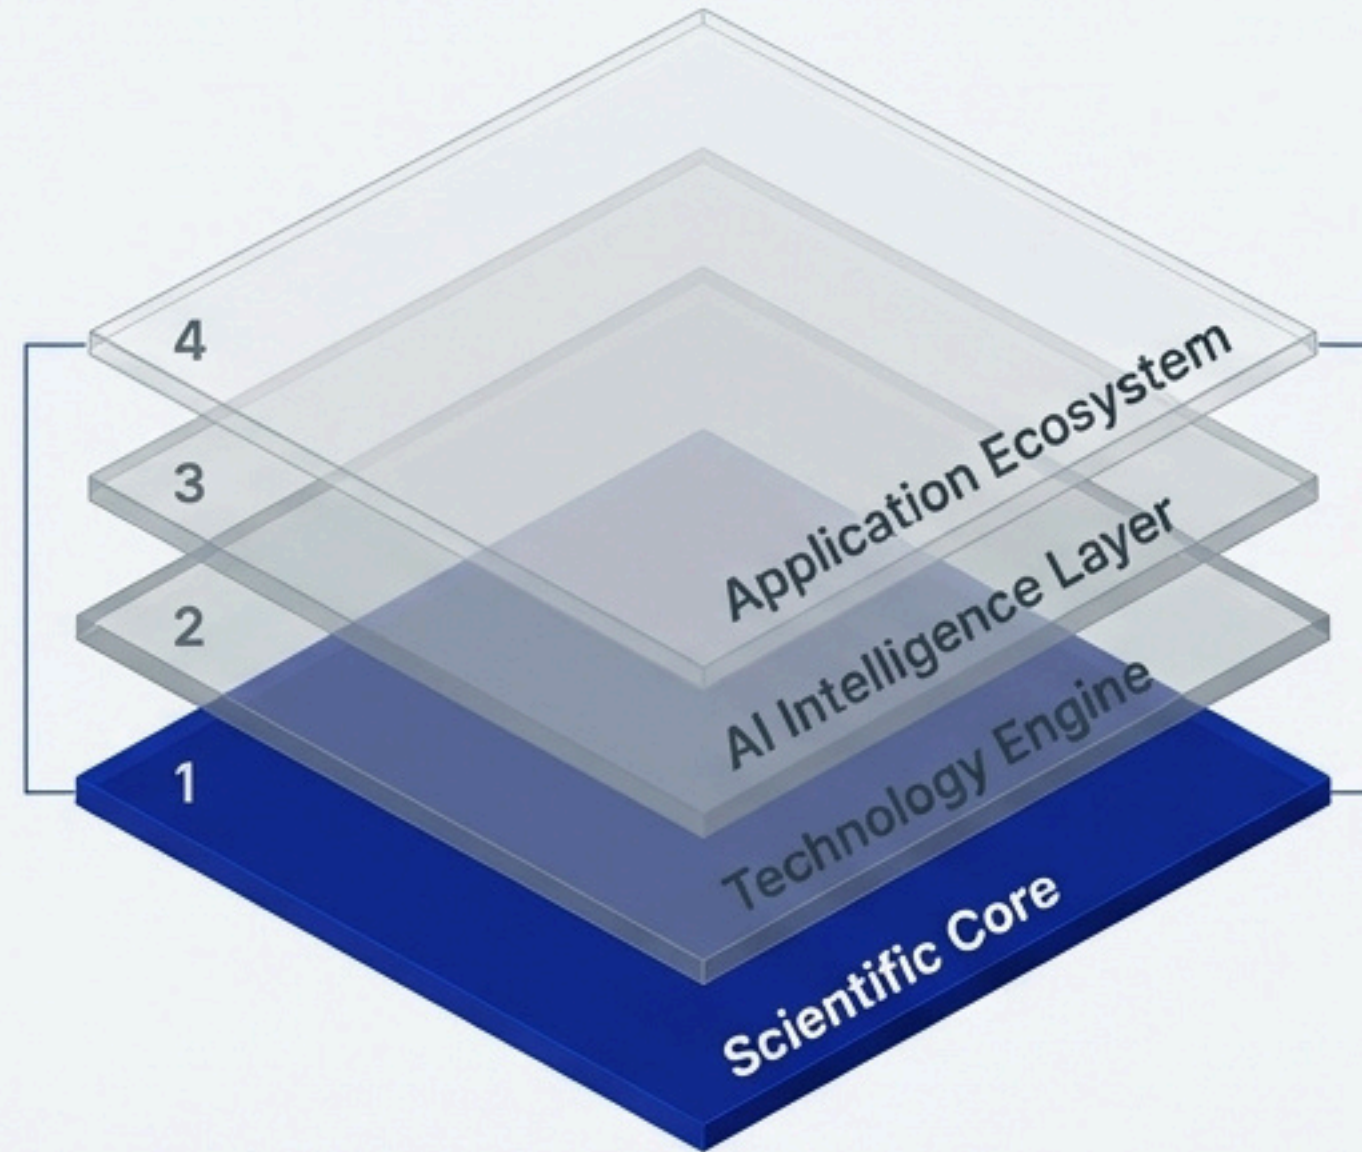 4
Application Ecosystem
3
AI Intelligence Layer
2
Technology Engine
1
Scientific Core